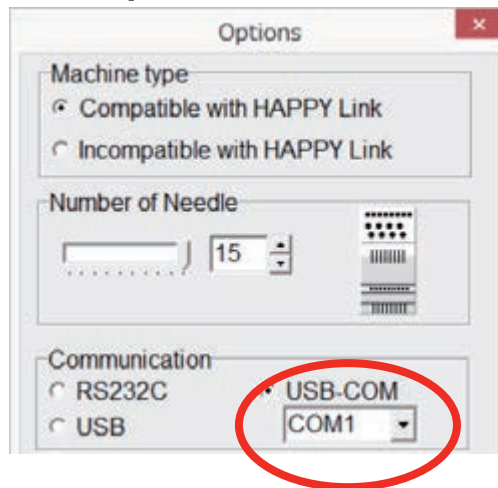 Options
Machine type
Compatible with HAPPY Link
Incompatible with HAPPY Link
Number of Needle
15
Communication
RS232C USB-COM
USB COM1